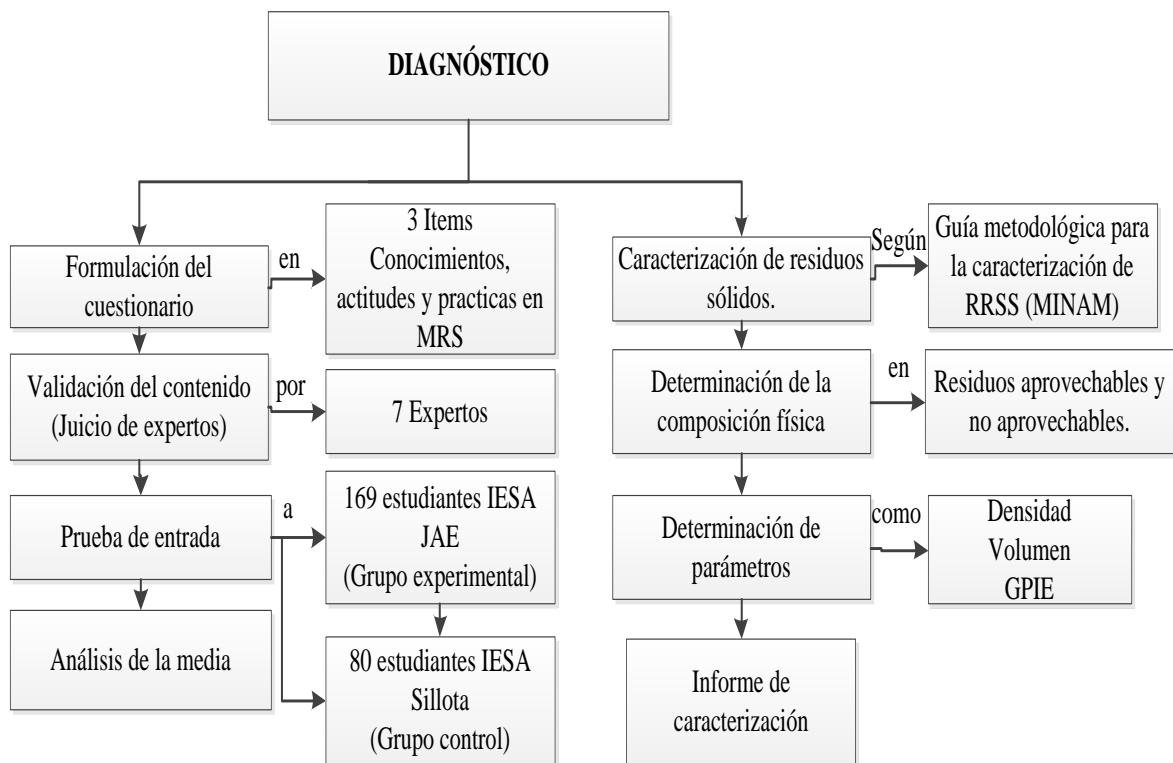 DIAGNÓSTICO
Formulación del
cuestionario
en
3 Items
Conocimientos,
actitudes y practicas en
MRS
Validación del contenido
(Juicio de expertos)
por
7 Expertos
Prueba de entrada
a
169 estudiantes IESA
JAE
(Grupo experimental)
80 estudiantes IESA
Sillota
(Grupo control)
Análisis de la media
Caracterización de residuos
sólidos.
Según
Guía metodológica para
la caracterización de
RRSS (MINAM)
Determinación de la
composición física
en
Residuos aprovechables y
no aprovechables.
Determinación de
parámetros
como
Densidad
Volumen
GPIE
Informe de
caracterización